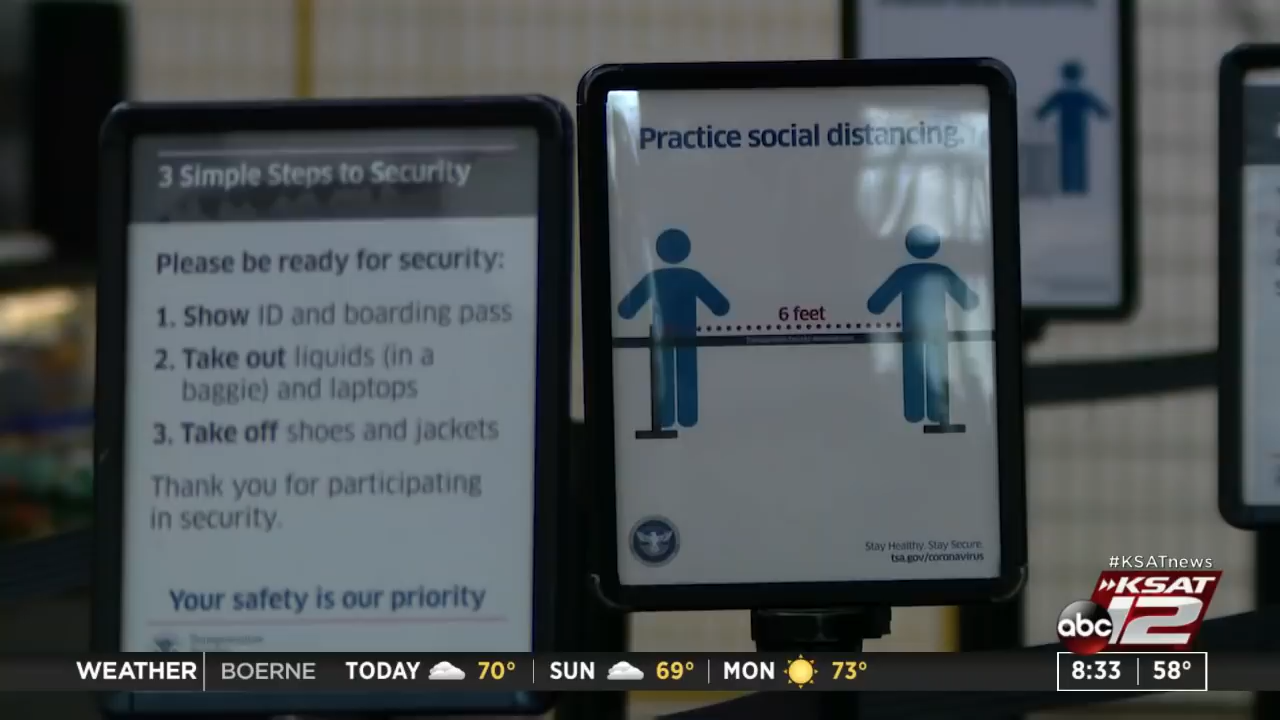 3 Simple Steps to Security
Please be ready for security:
1. Show ID and boarding pass
2. Take out liquids (in a
baggie) and laptops
3. Take off shoes and jackets
Thank you for participating
in security.
Your safety is our priority
Practice social distancing.
6 feet
Stay Healthy. Stay Secure.
tsa.gov/coronavirus
#KSATnews
KSAT
abc 12
WEATHER BOERNE TODAY 70° SUN 69° MON 73°
8:33 58°